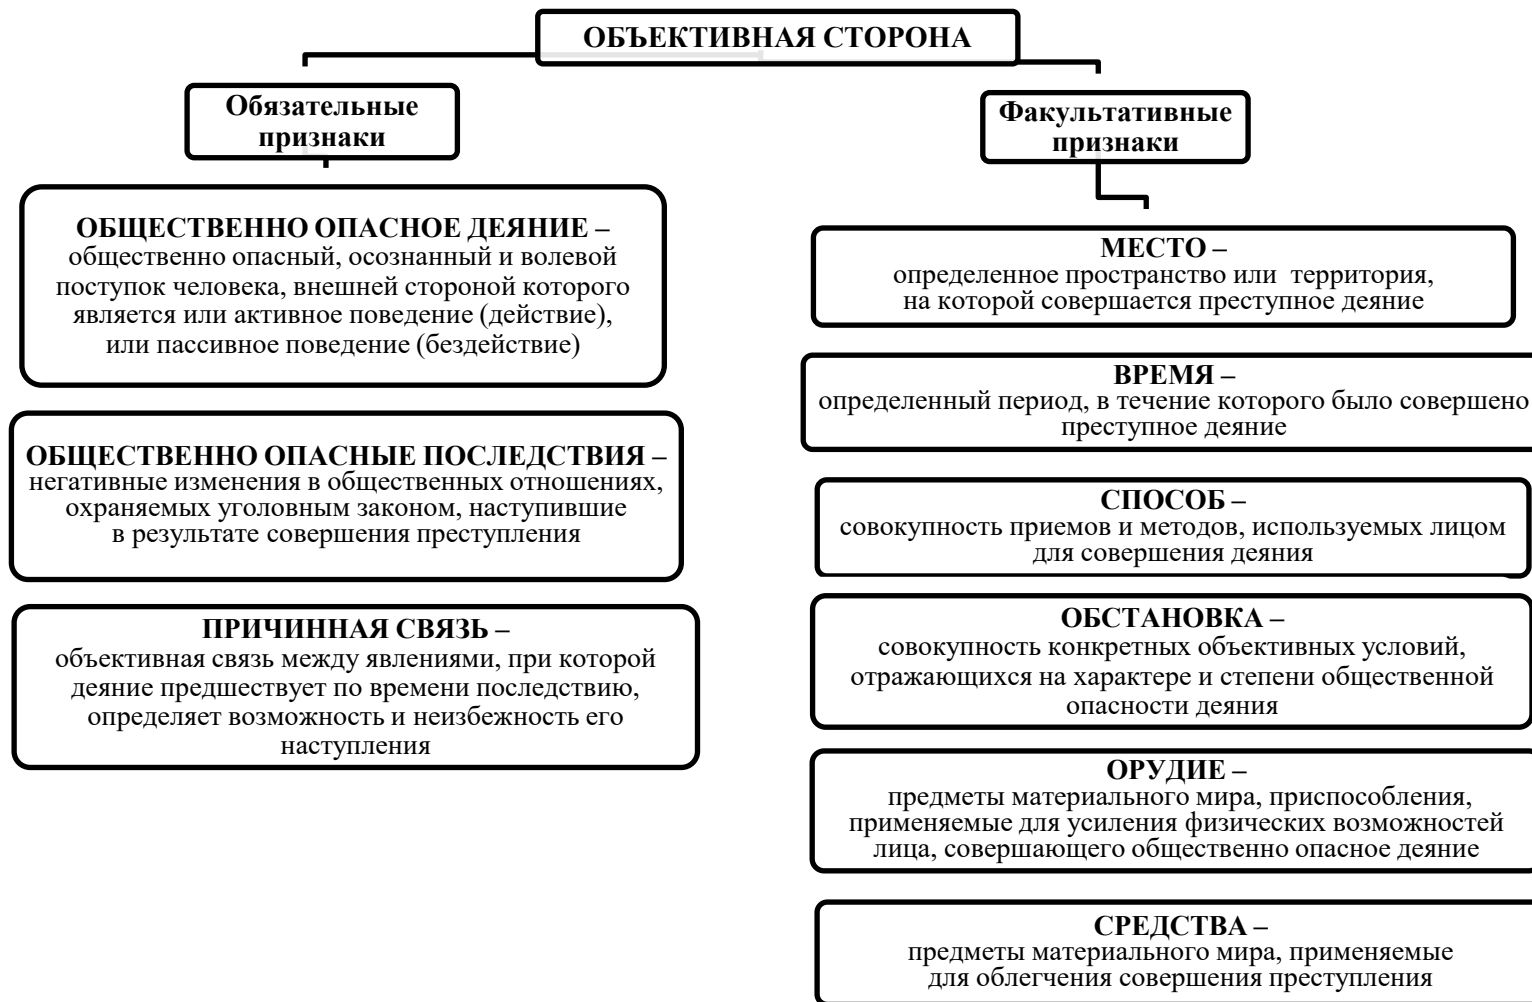 ОБЪЕКТИВНАЯ СТОРОНА
Обязательные
признаки
ОБЩЕСТВЕННО ОПАСНОЕ ДЕЯНИЕ –
общественно опасный, осознанный и волевой
поступок человека, внешней стороной которого
является или активное поведение (действие),
или пассивное поведение (бездействие)
ОБЩЕСТВЕННО ОПАСНЫЕ ПОСЛЕДСТВИЯ –
негативные изменения в общественных отношениях,
охраняемых уголовным законом, наступившие
в результате совершения преступления
ПРИЧИННАЯ СВЯЗЬ –
объективная связь между явлениями, при которой
деяние предшествует по времени последствию,
определяет возможность и неизбежность его
наступления
Факультативные
признаки
МЕСТО –
определенное пространство или территория,
на которой совершается преступное деяние
ВРЕМЯ –
определенный период, в течение которого было совершено
преступное деяние
СПОСОБ –
совокупность приемов и методов, используемых лицом
для совершения деяния
ОБСТАНОВКА –
совокупность конкретных объективных условий,
отражающихся на характере и степени общественной
опасности деяния
ОРУДИЕ –
предметы материального мира, приспособления,
применяемые для усиления физических возможностей
лица, совершающего общественно опасное деяние
СРЕДСТВА –
предметы материального мира, применяемые
для облегчения совершения преступления